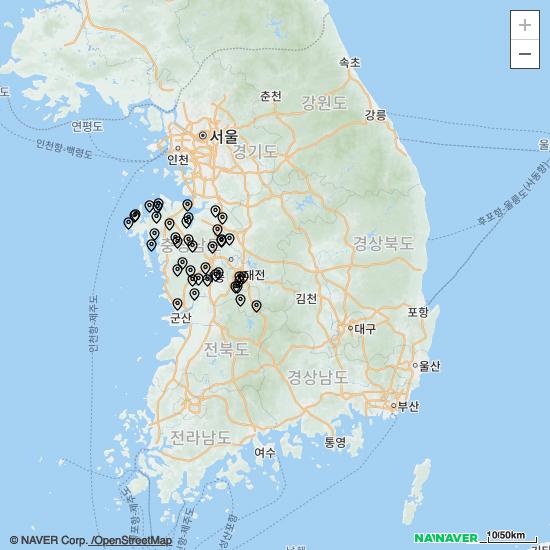 +
−
속초
춘천
강원도
강릉
도
연평도
서울
인천
경기도
울
인천항-백령도
후포항-울릉도(사동항)
충청남
경상북도
대전
김천
포항
인천항-제주도
군산
대구
전북도
울산
경상남도
부산
전라남도
통영
여수
© NAVER Corp. /OpenStreetMap
NAVER
10/50km